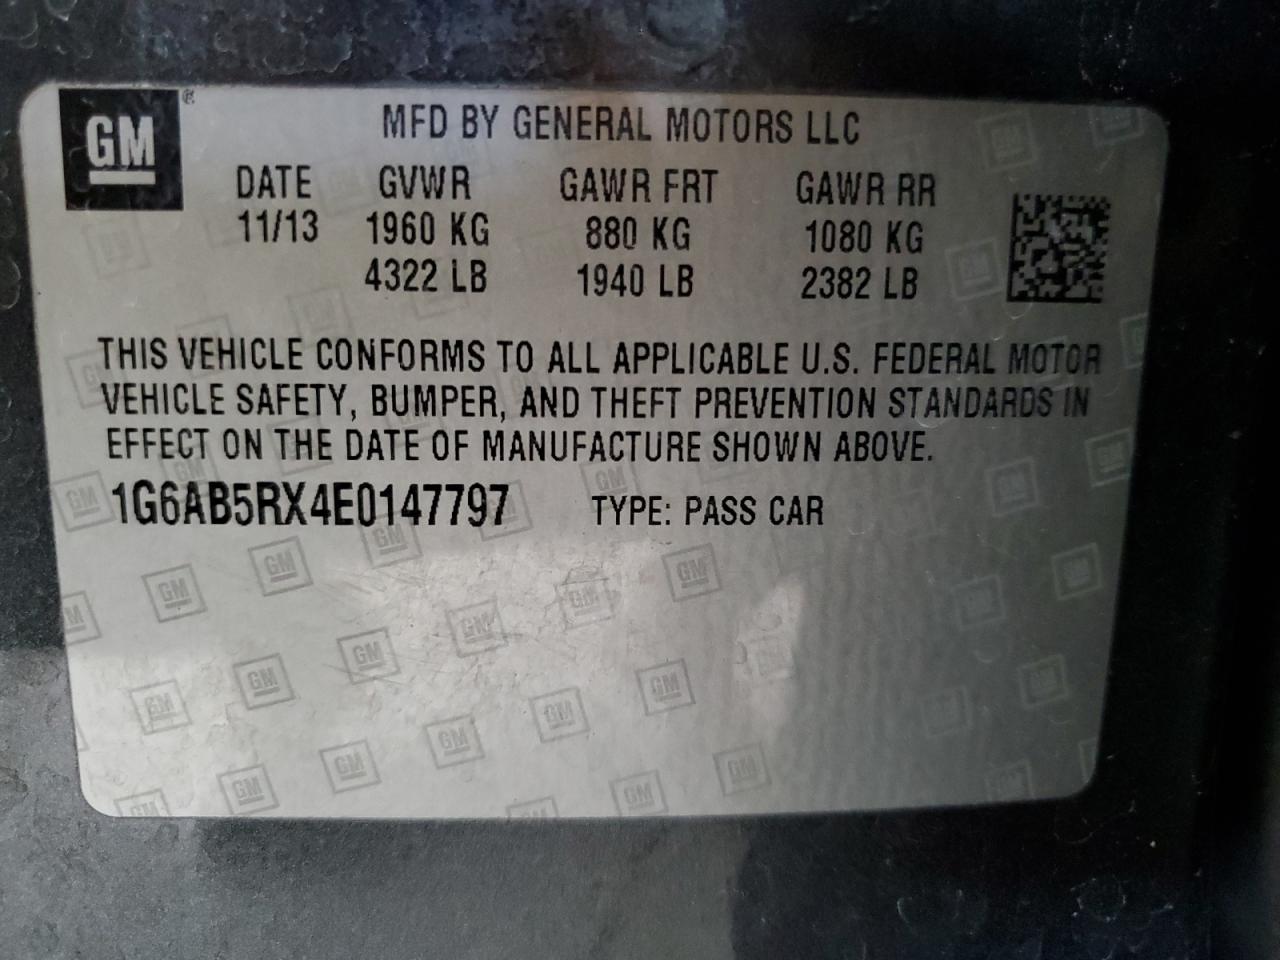 GM
MFD BY GENERAL MOTORS LLC
DATE GVWR GAWR FRT GAWR RR
11/13 1960 KG 880 KG 1080 KG
4322 LB 1940 LB 2382 LB
THIS VEHICLE CONFORMS TO ALL APPLICABLE U.S. FEDERAL MOTOR
VEHICLE SAFETY, BUMPER, AND THEFT PREVENTION STANDARDS IN
EFFECT ON THE DATE OF MANUFACTURE SHOWN ABOVE.
1G6AB5RX4E0147797 TYPE: PASS CAR